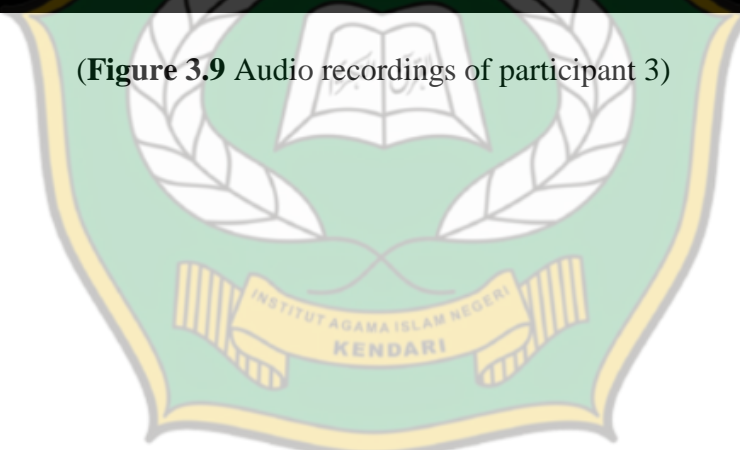 (Figure 3.9 Audio recordings of participant 3)
INSTITUT AGAMA ISLAM NEGERI
KENDARI